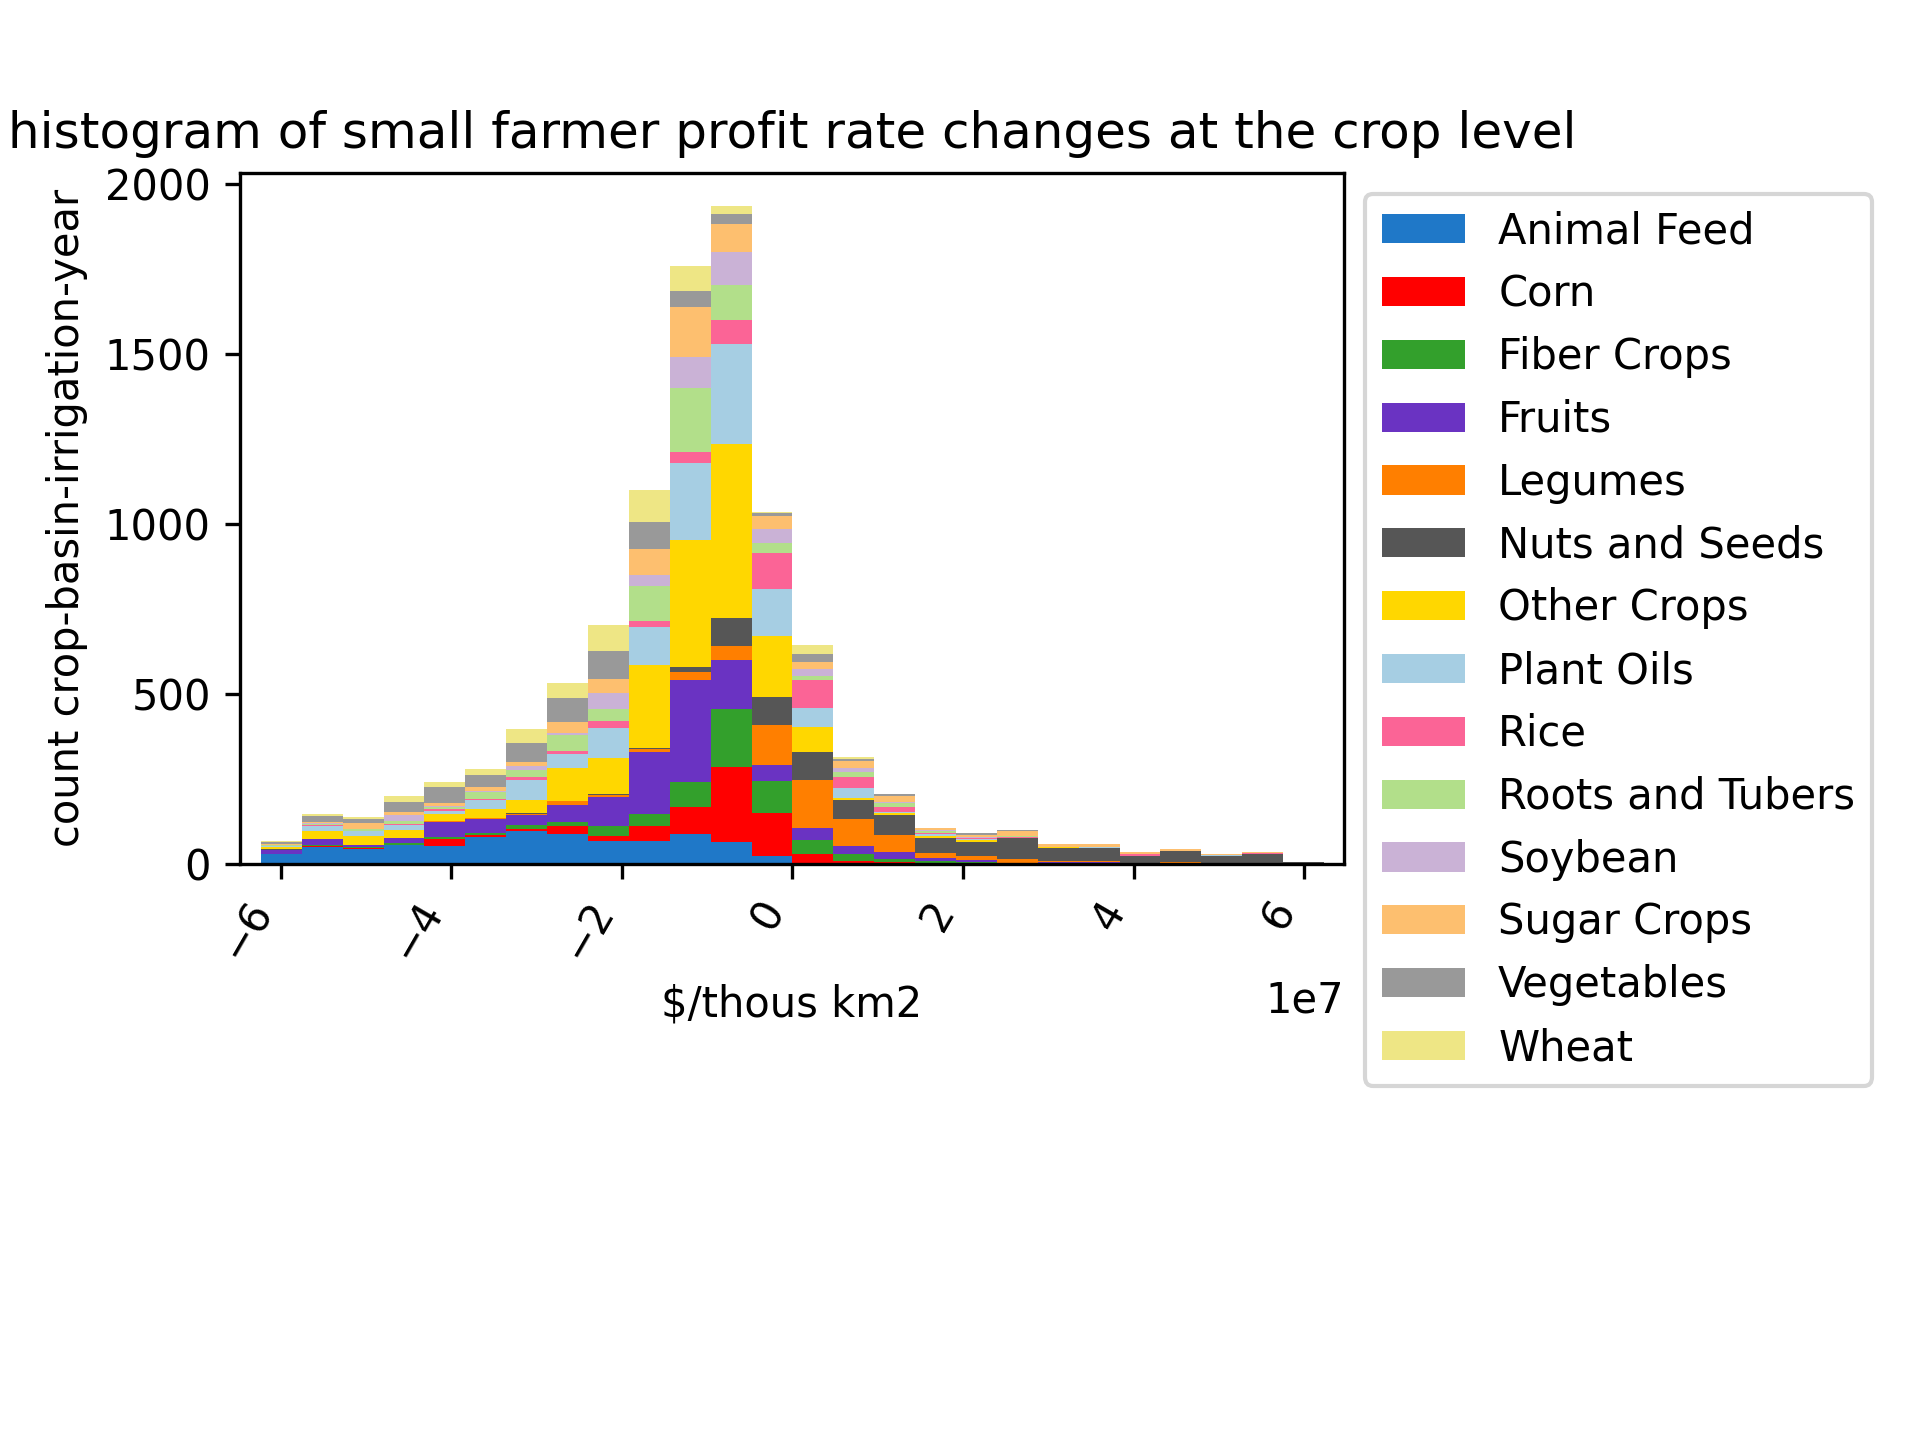 histogram of small farmer profit rate changes at the crop level
count crop-basin-irrigation-year
2000
1500
1000
500
0
−6
−4
−2
0
2
4
6
$/thous km2
1e7
Animal Feed
Corn
Fiber Crops
Fruits
Legumes
Nuts and Seeds
Other Crops
Plant Oils
Rice
Roots and Tubers
Soybean
Sugar Crops
Vegetables
Wheat